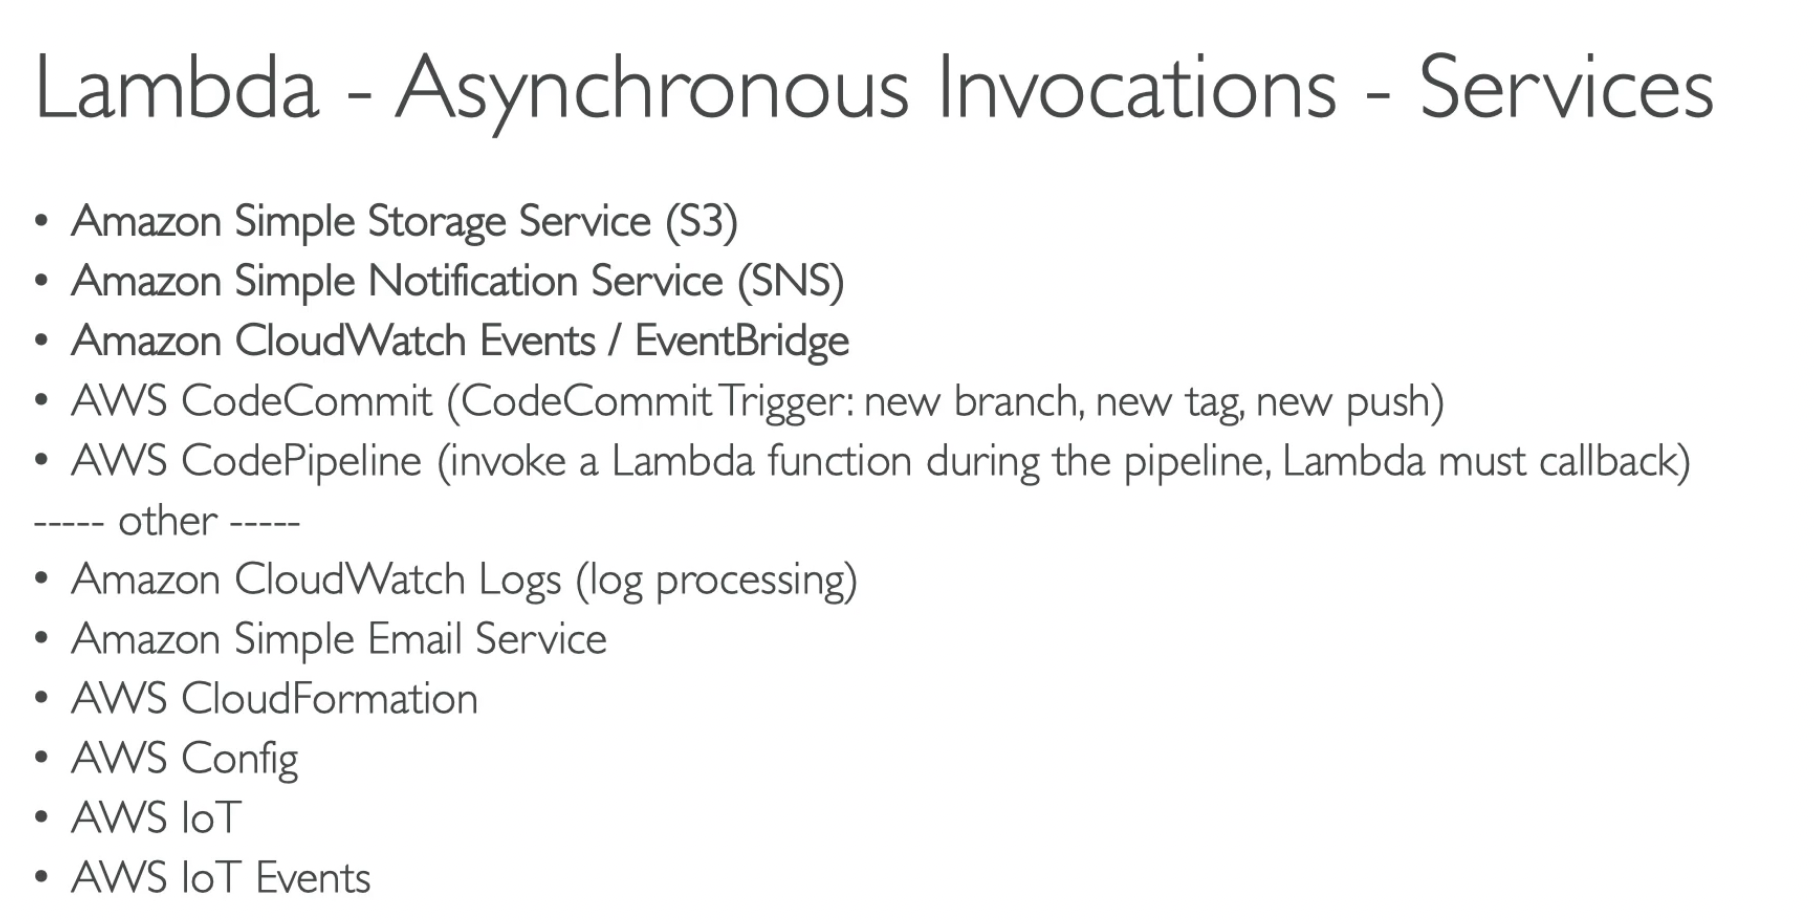 Lambda - Asynchronous Invocations - Services
• Amazon Simple Storage Service (S3)
• Amazon Simple Notification Service (SNS)
• Amazon CloudWatch Events / EventBridge
• AWS CodeCommit (CodeCommit Trigger: new branch, new tag, new push)
• AWS CodePipeline (invoke a Lambda function during the pipeline, Lambda must callback)
----- other -----
• Amazon CloudWatch Logs (log processing)
• Amazon Simple Email Service
• AWS CloudFormation
• AWS Config
• AWS IoT
• AWS IoT Events